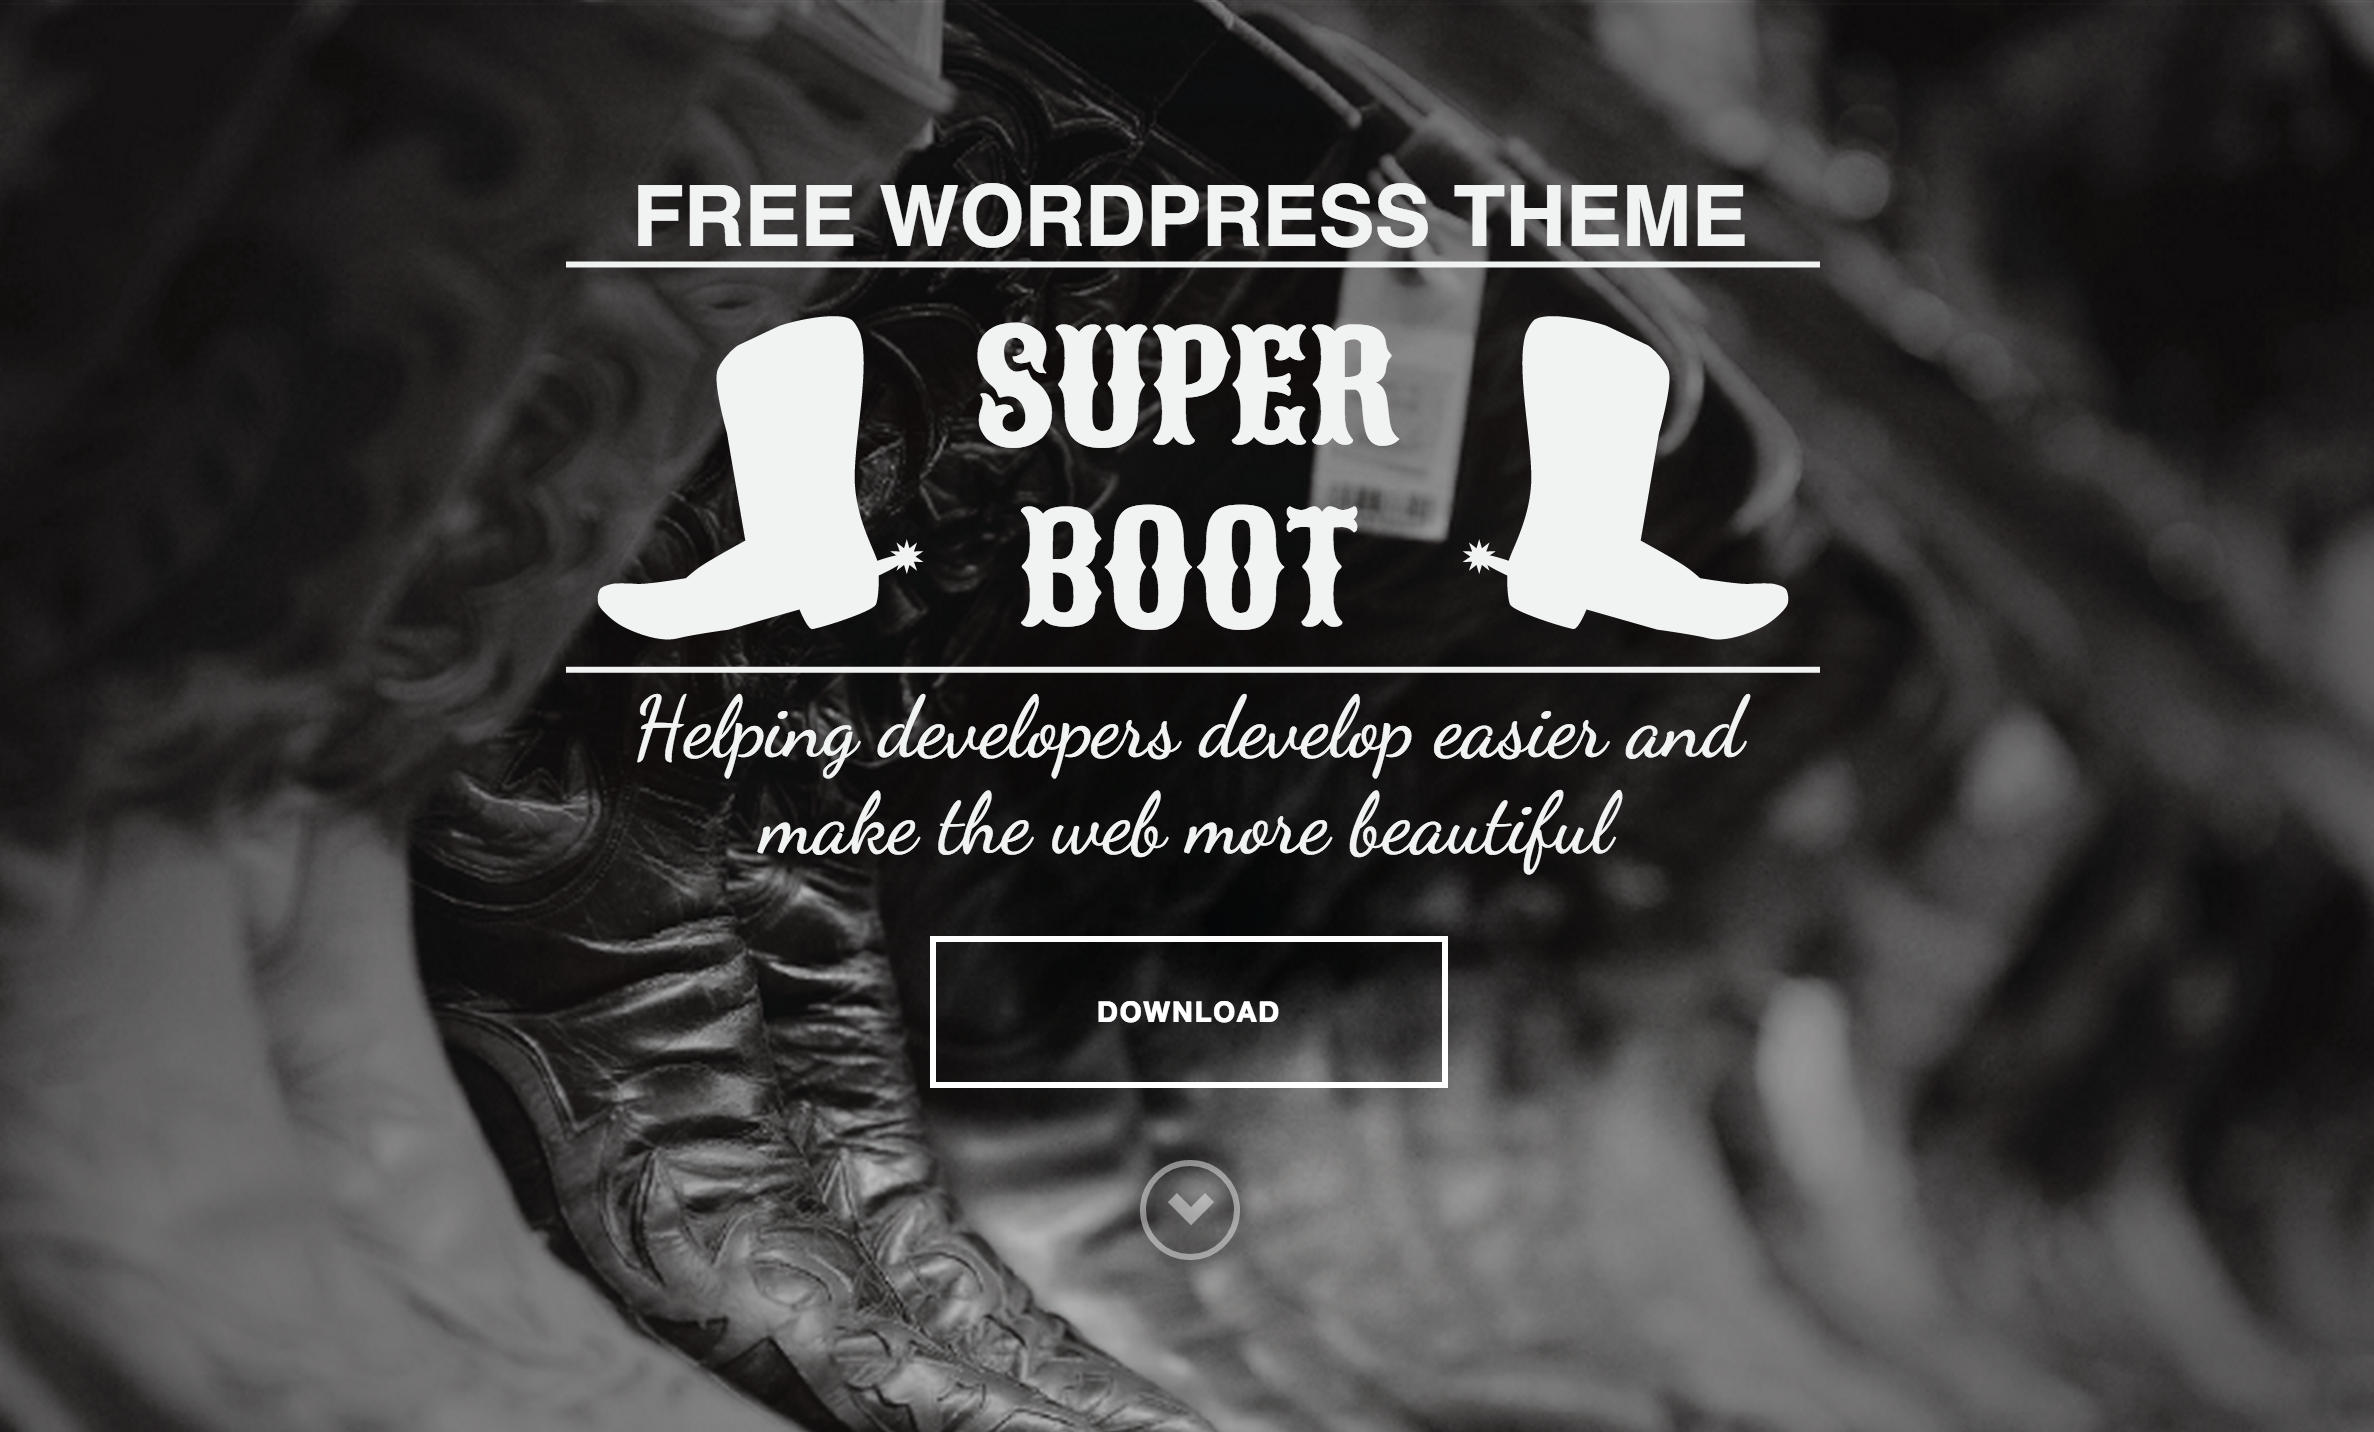 FREE WORDPRESS THEME
SUPER
BOOT
Helping developers develop easier and
make the web more beautiful
DOWNLOAD